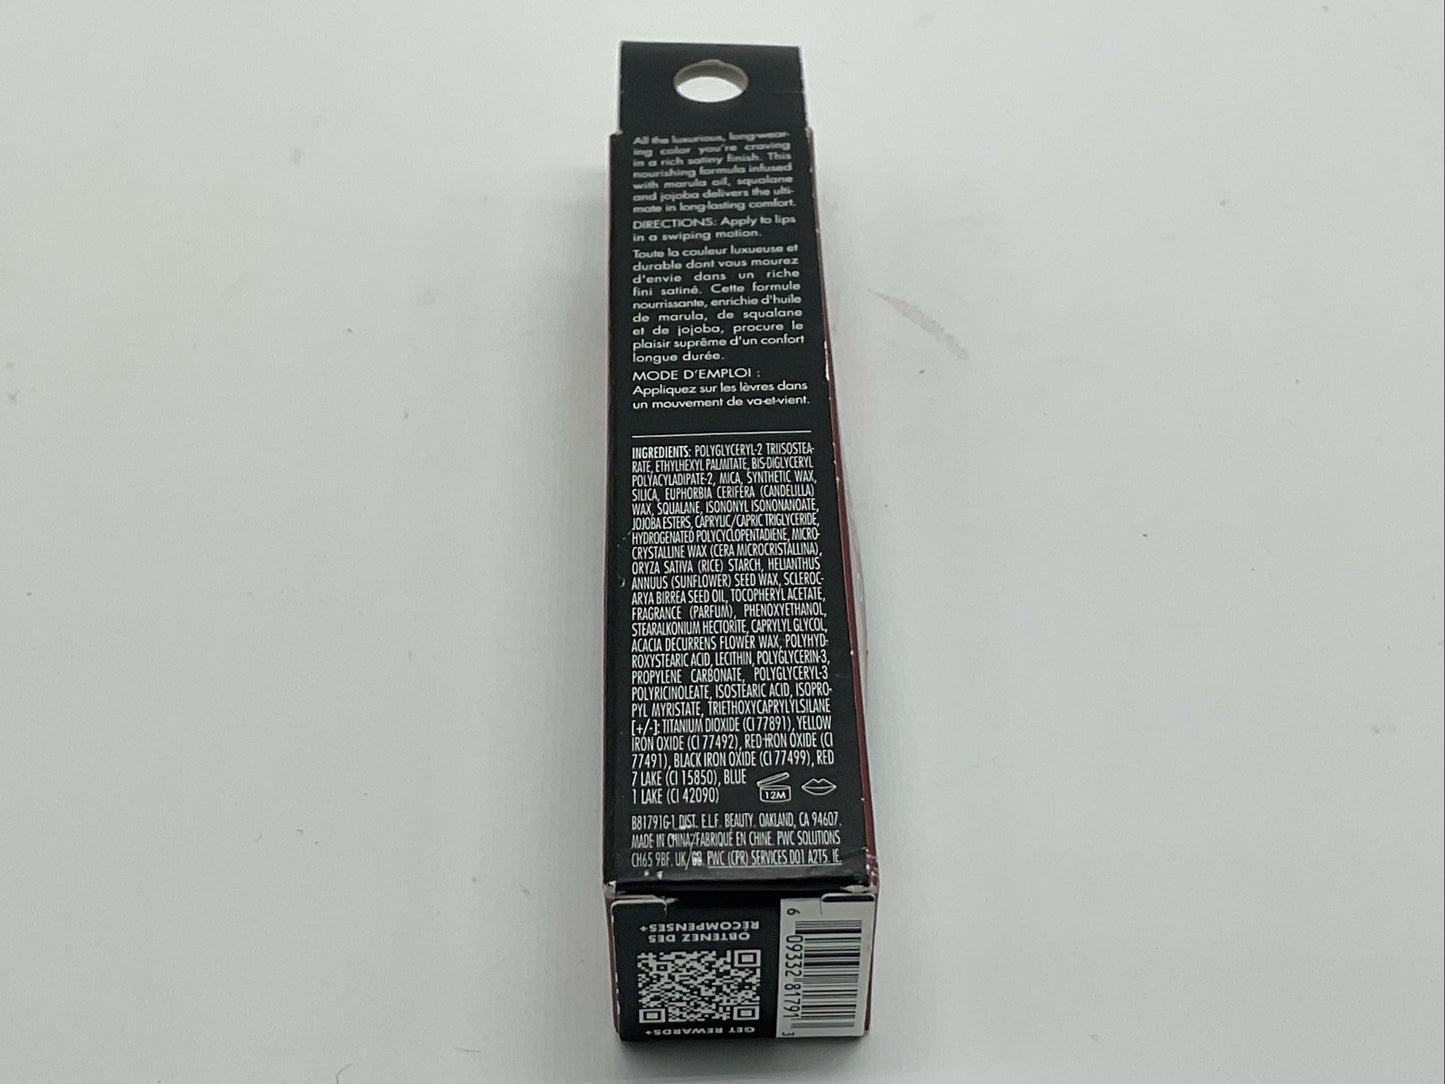 All the luxurious, long-wear-
ing color you're craving
in a rich satiny finish. This
nourishing formula infused
with marula oil, squalane
and jojoba delivers the ulti-
mate in long-lasting comfort.
DIRECTIONS: Apply to lips
in a swiping motion.
Toute la couleur luxueuse et
durable dont vous mourez
d'envie dans un riche
fini satiné. Cette formule
nourrissante, enrichie d'huile
de marula, de squalane
et de jojoba, procure le
plaisir suprême d'un confort
longue durée.
MODE D'EMPLOI :
Appliquez sur les lèvres dans
un mouvement de va-et-vient.
INGREDIENTS: POLYGLYCERYL-2 TRIISOSTEA-
RATE, ETHYLHEXYL PALMITATE, BIS-DIGLYCERYL
POLYACYLADIPATE-2, MICA, SYNTHETIC WAX,
SILICA, EUPHORBIA CERIFERA (CANDELILLA)
WAX, SQUALANE, ISONONYL ISONONANOATE,
JOJOBA ESTERS, CAPRYLIC/CAPRIC TRIGLYCERIDE,
HYDROGENATED POLYCYCLOPENTADIENE, MICRO-
CRYSTALLINE WAX (CERA MICROCRISTALLINA),
ORYZA SATIVA (RICE) STARCH, HELIANTHUS
ANNUUS (SUNFLOWER) SEED WAX, SCLEROC-
ARYA BIRREA SEED OIL, TOCOPHERYL ACETATE,
FRAGRANCE (PARFUM), PHENOXYETHANOL,
STEARALKONIUM HECTORITE, CAPRYLYL GLYCOL,
ACACIA DECURRENS FLOWER WAX, POLYHYD-
ROXYSTEARIC ACID, LECITHIN, POLYGLYCERIN-3,
PROPYLENE CARBONATE, POLYGLYCERYL-3
POLYRICINOLEATE, ISOSTEARIC ACID, ISOPRO-
PYL MYRISTATE, TRIETHOXYCAPRYLYLSILANE
[+/-]: TITANIUM DIOXIDE (CI 77891), YELLOW
IRON OXIDE (CI 77492), RED IRON OXIDE (CI
77491), BLACK IRON OXIDE (CI 77499), RED
7 LAKE (CI 15850), BLUE
1 LAKE (CI 42090)
12M
B81791G-1 DIST. E.L.F. BEAUTY. OAKLAND, CA 94607.
MADE IN CHINA/FABRIQUÉ EN CHINE. PWC SOLUTIONS
CH65 9BF. UK/GB. PWC (CPR) SERVICES D01 A2T5. IE.
OBTENEZ DES
RÉCOMPENSES+
GET REWARDS+
6 09332 81791 3